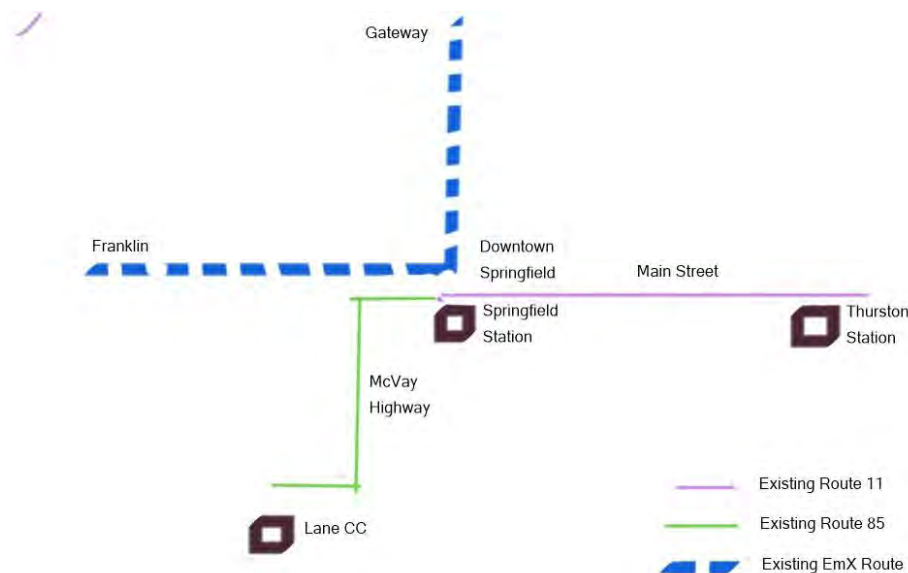 Gateway
Franklin
Downtown
Springfield
Main Street
Springfield
Station
Thurston
Station
McVay
Highway
Lane CC
Existing Route 11
Existing Route 85
Existing EmX Route